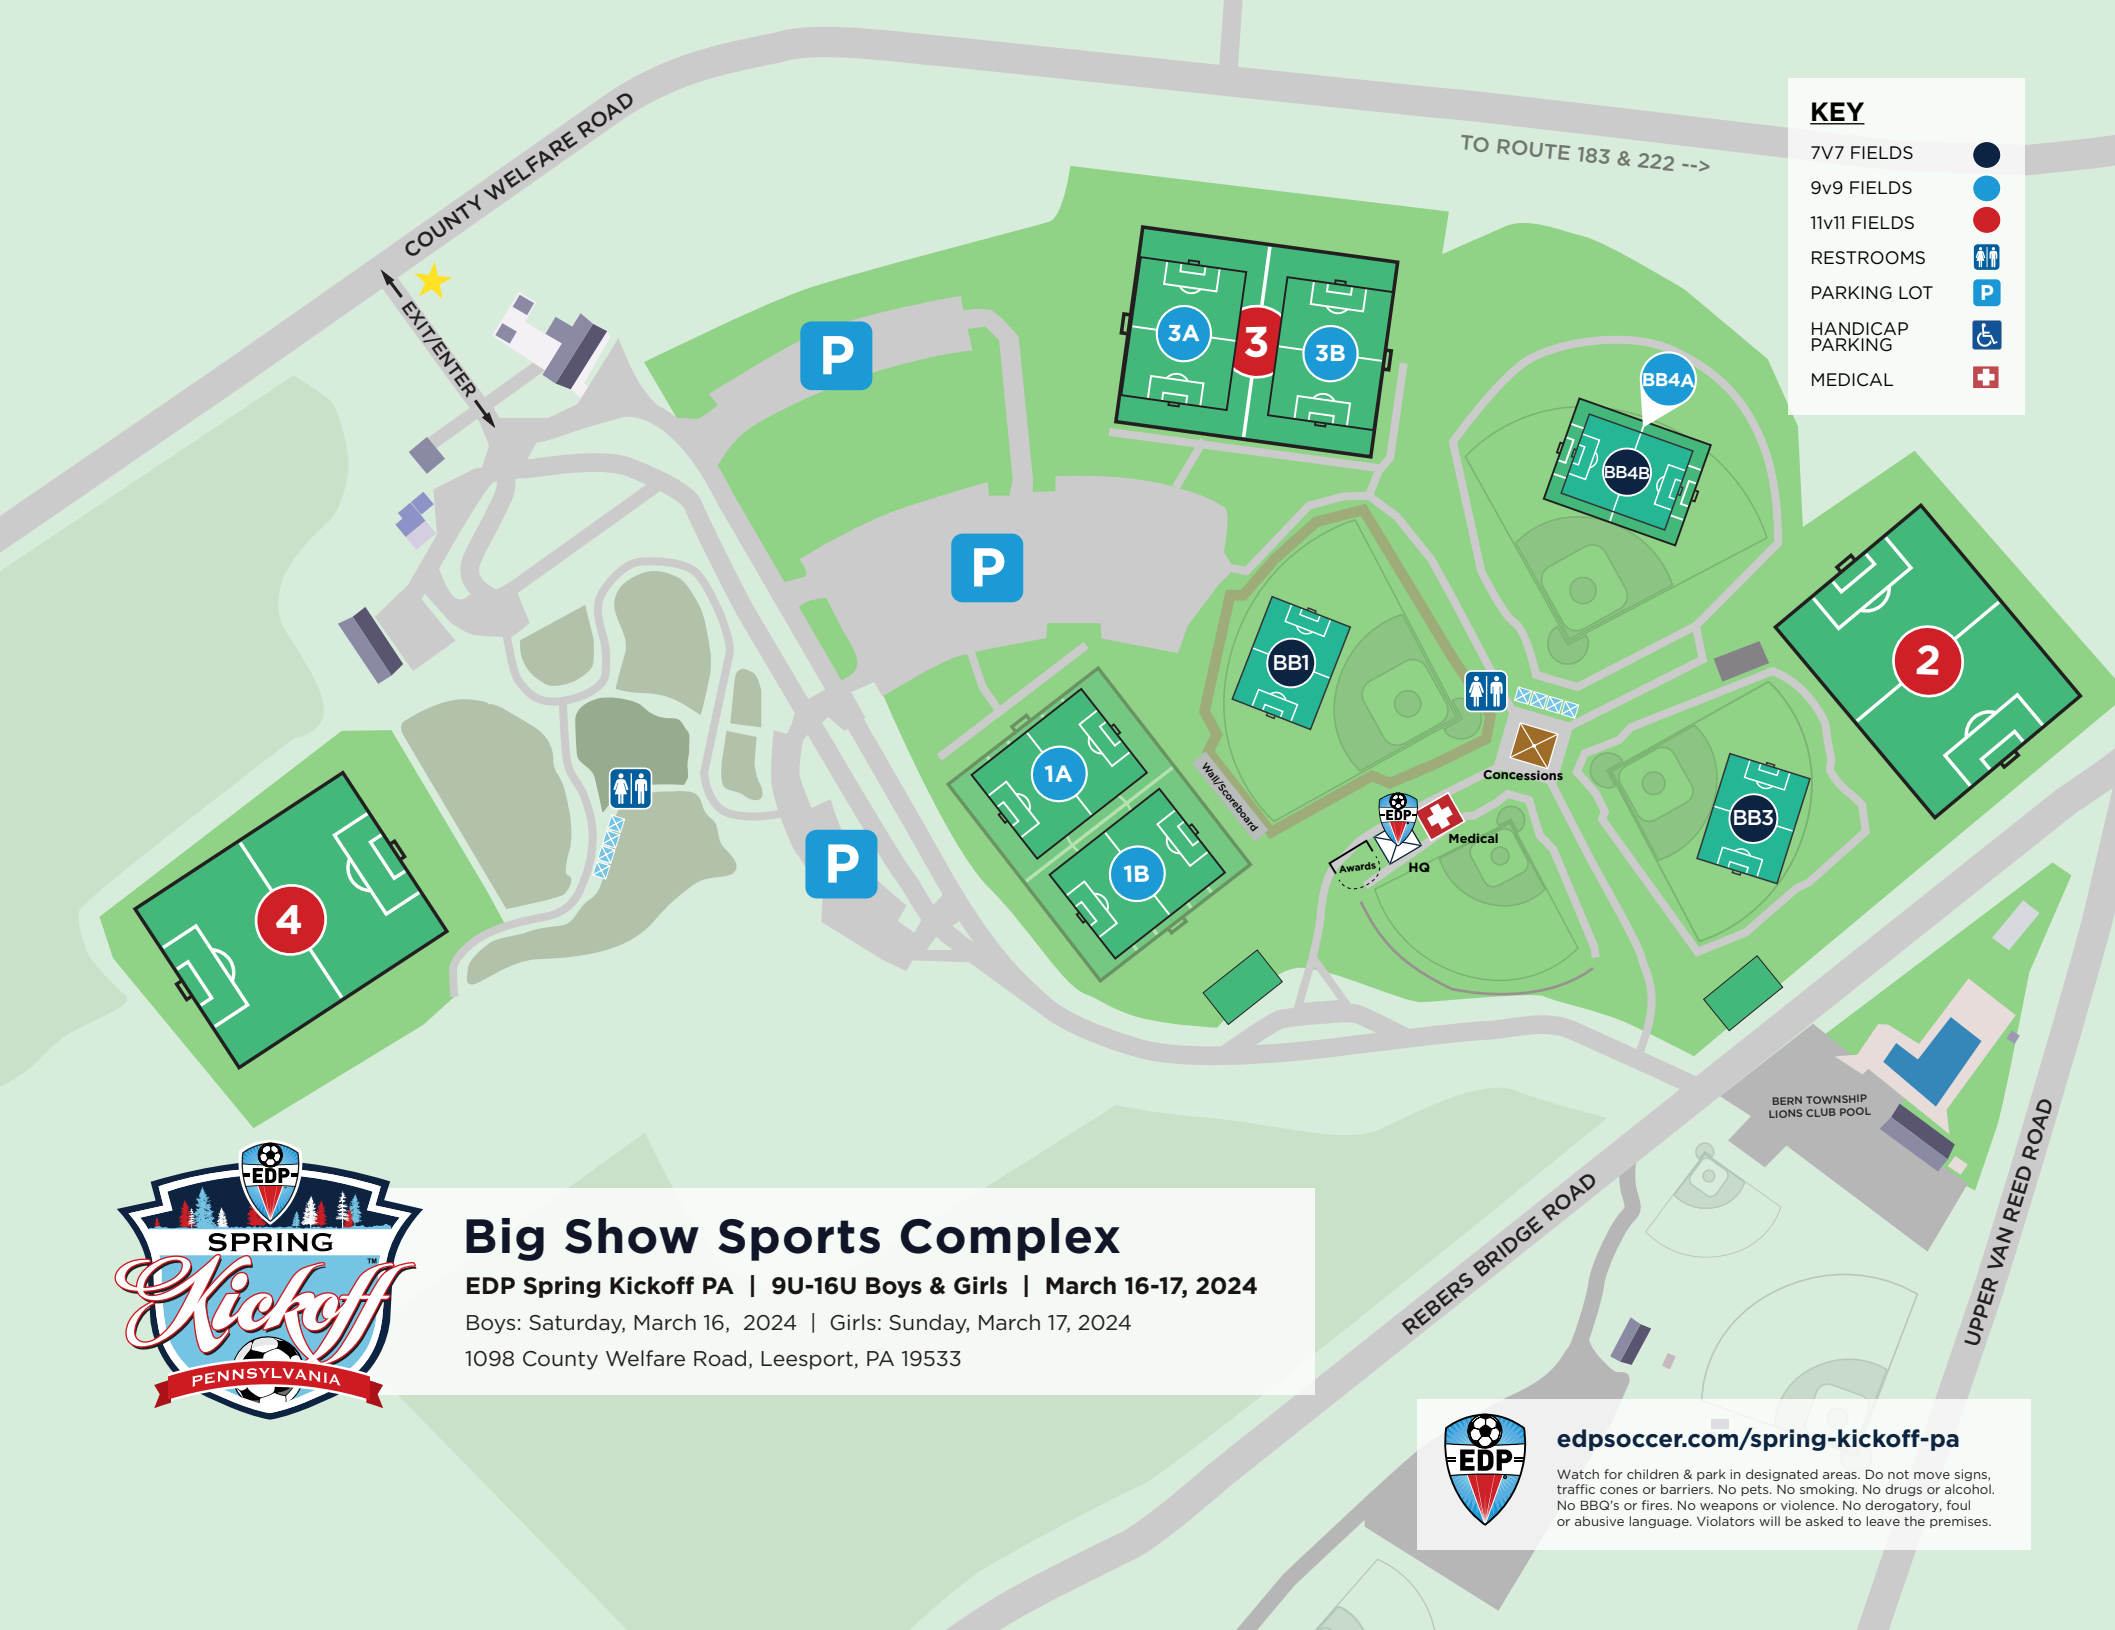 COUNTY WELFARE ROAD
TO ROUTE 183 & 222 -->
EXIT/ENTER
KEY
7V7 FIELDS
9v9 FIELDS
11v11 FIELDS
RESTROOMS
PARKING LOT
P
HANDICAP
PARKING
MEDICAL
P
P
P
3A
3
3B
BB4A
BB4B
BB1
2
1A
1B
BB3
4
Wall/Scoreboard
Concessions
EDP
Medical
HQ
Awards
BERN TOWNSHIP
LIONS CLUB POOL
REBERS BRIDGE ROAD
UPPER VAN REED ROAD
EDP
SPRING
Kickoff™
PENNSYLVANIA
Big Show Sports Complex
EDP Spring Kickoff PA | 9U-16U Boys & Girls | March 16-17, 2024
Boys: Saturday, March 16, 2024 | Girls: Sunday, March 17, 2024
1098 County Welfare Road, Leesport, PA 19533
EDP
edpsoccer.com/spring-kickoff-pa
Watch for children & park in designated areas. Do not move signs,
traffic cones or barriers. No pets. No smoking. No drugs or alcohol.
No BBQ's or fires. No weapons or violence. No derogatory, foul
or abusive language. Violators will be asked to leave the premises.